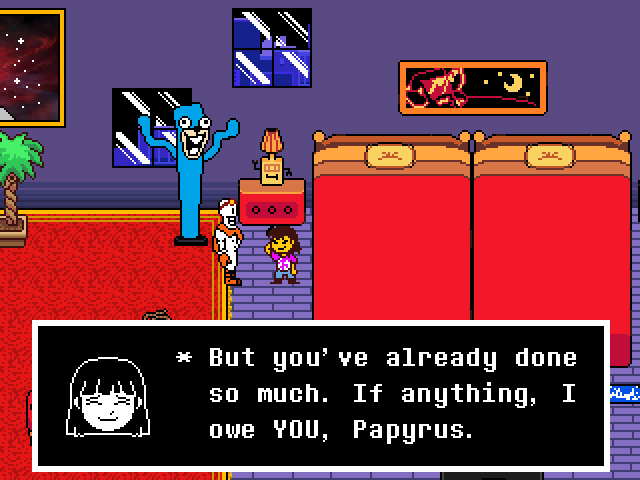 * But you've already done
so much. If anything, I
owe YOU, Papyrus.